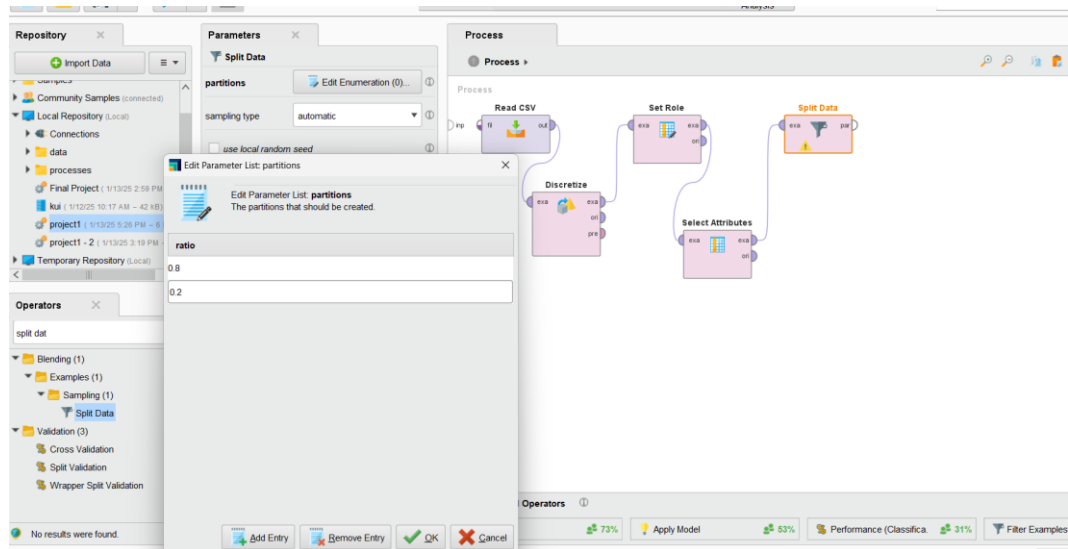 Analysis
Repository
Import Data
Samples
Community Samples (connected)
Local Repository (Local)
Connections
data
processes
Final Project ( 1/13/25 2:59 PM
kui ( 1/12/25 10:17 AM – 42 kB)
project1 ( 1/13/25 5:26 PM – 6
project1 - 2 ( 1/13/25 3:19 PM
Temporary Repository (Local)
Operators
split dat
Blending (1)
Examples (1)
Sampling (1)
Split Data
Validation (3)
Cross Validation
Split Validation
Wrapper Split Validation
No results were found.
Parameters
Split Data
partitions
Edit Enumeration (0)...
sampling type
automatic
use local random seed
Edit Parameter List: partitions
Edit Parameter List: partitions
The partitions that should be created.
ratio
0.8
0.2
Add Entry
Remove Entry
OK
Cancel
Process
Process
Process
inp
Read CSV
fil
out
Discretize
exa
exa
ori
pre
Set Role
exa
exa
ori
Select Attributes
exa
exa
ori
Split Data
exa
par
Operators
73%
Apply Model
53%
Performance (Classifica.
31%
Filter Examples